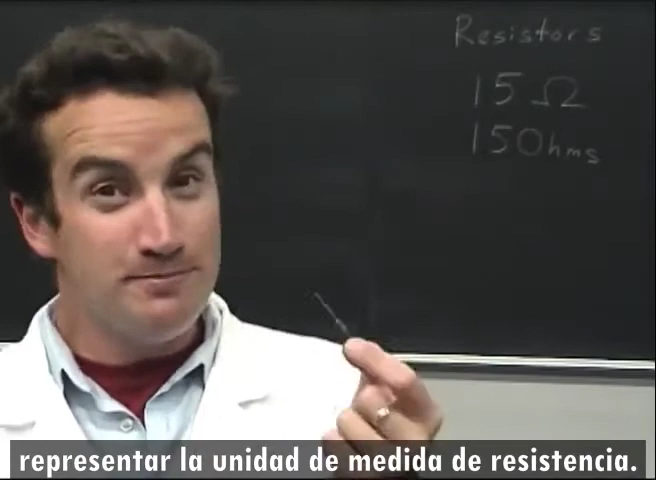 Resistors
15 Ω
15 Ohms
representar la unidad de medida de resistencia.